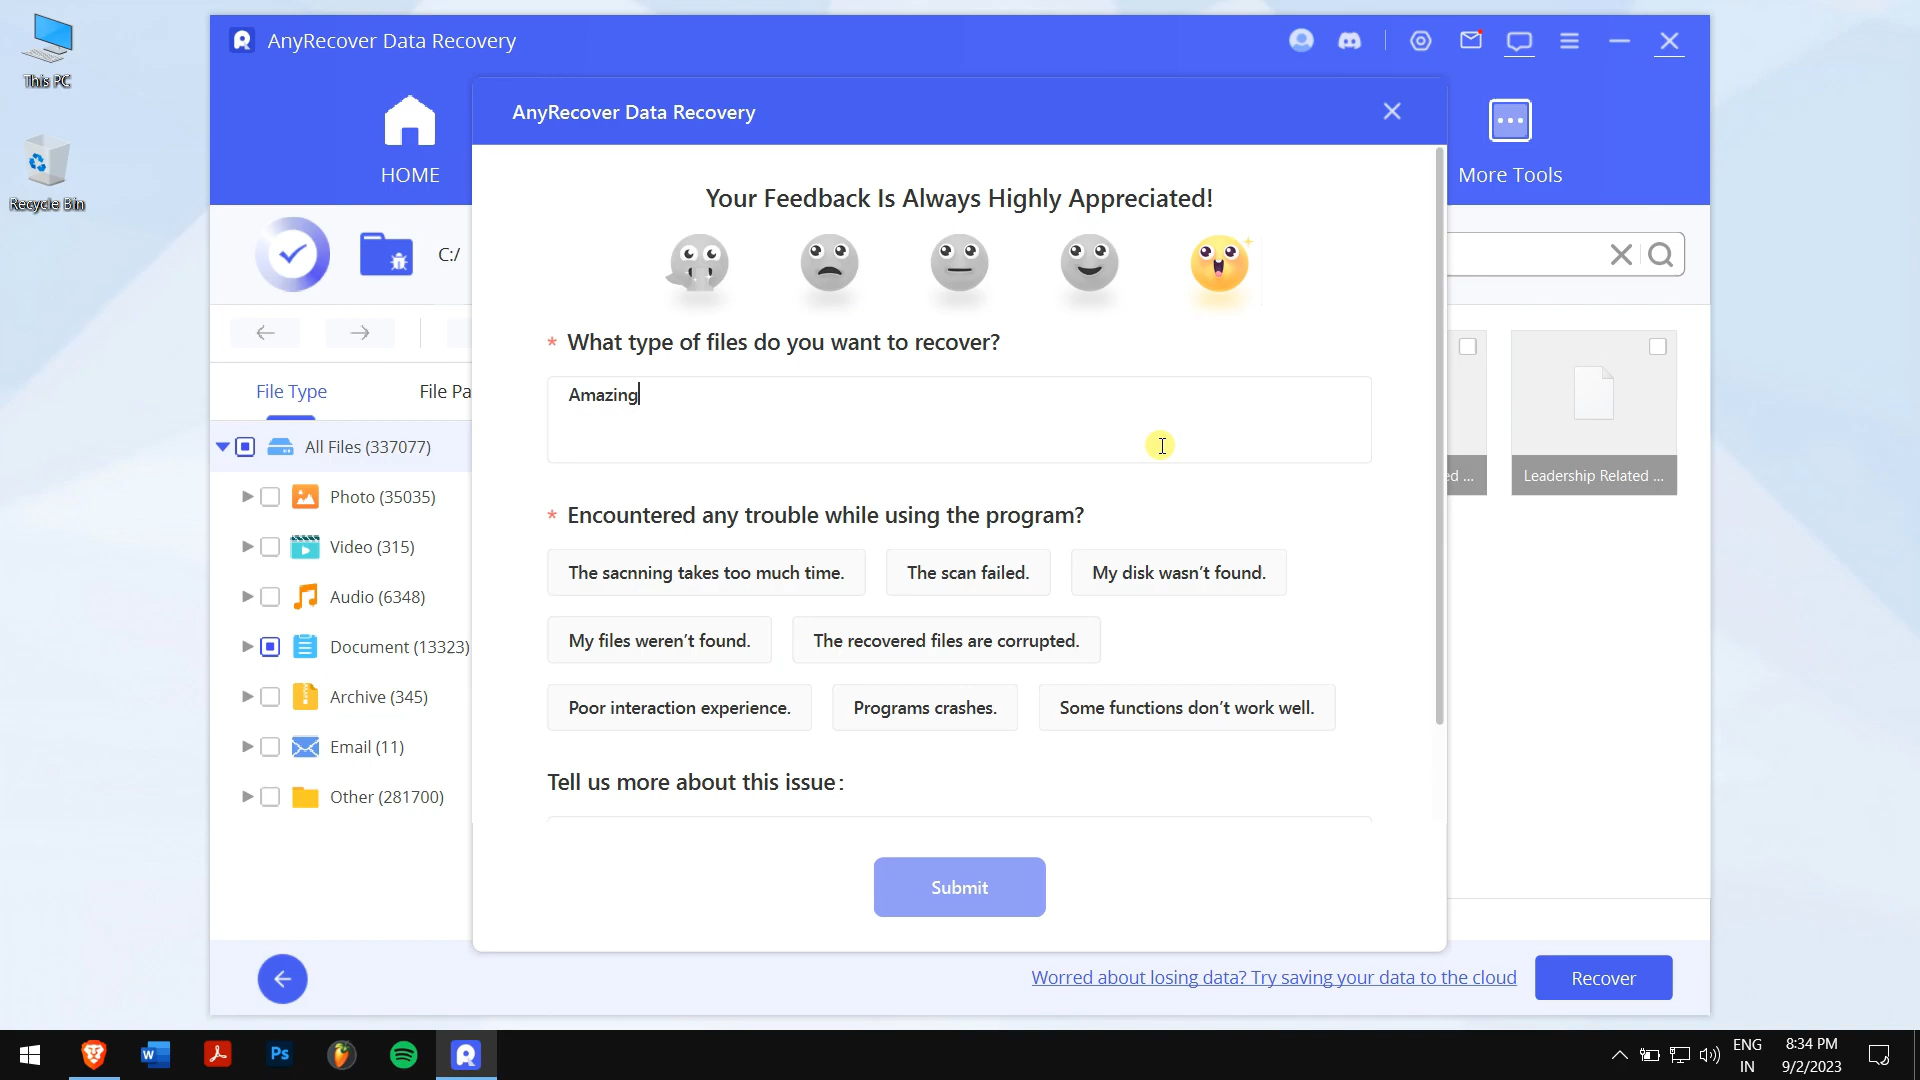 This PC
Recycle Bin
AnyRecover Data Recovery
HOME
More Tools
AnyRecover Data Recovery
C:/
File Type
File Pa
All Files (337077)
Photo (35035)
Video (315)
Audio (6348)
Document (13323)
Archive (345)
Email (11)
Other (281700)
Your Feedback Is Always Highly Appreciated!
* What type of files do you want to recover?
Amazing
* Encountered any trouble while using the program?
The sacnning takes too much time.
The scan failed.
My disk wasn't found.
My files weren't found.
The recovered files are corrupted.
Poor interaction experience.
Programs crashes.
Some functions don't work well.
Tell us more about this issue:
Submit
ed ...
Leadership Related ...
Worred about losing data? Try saving your data to the cloud
Recover
Ps
ENG
IN
8:34 PM
9/2/2023